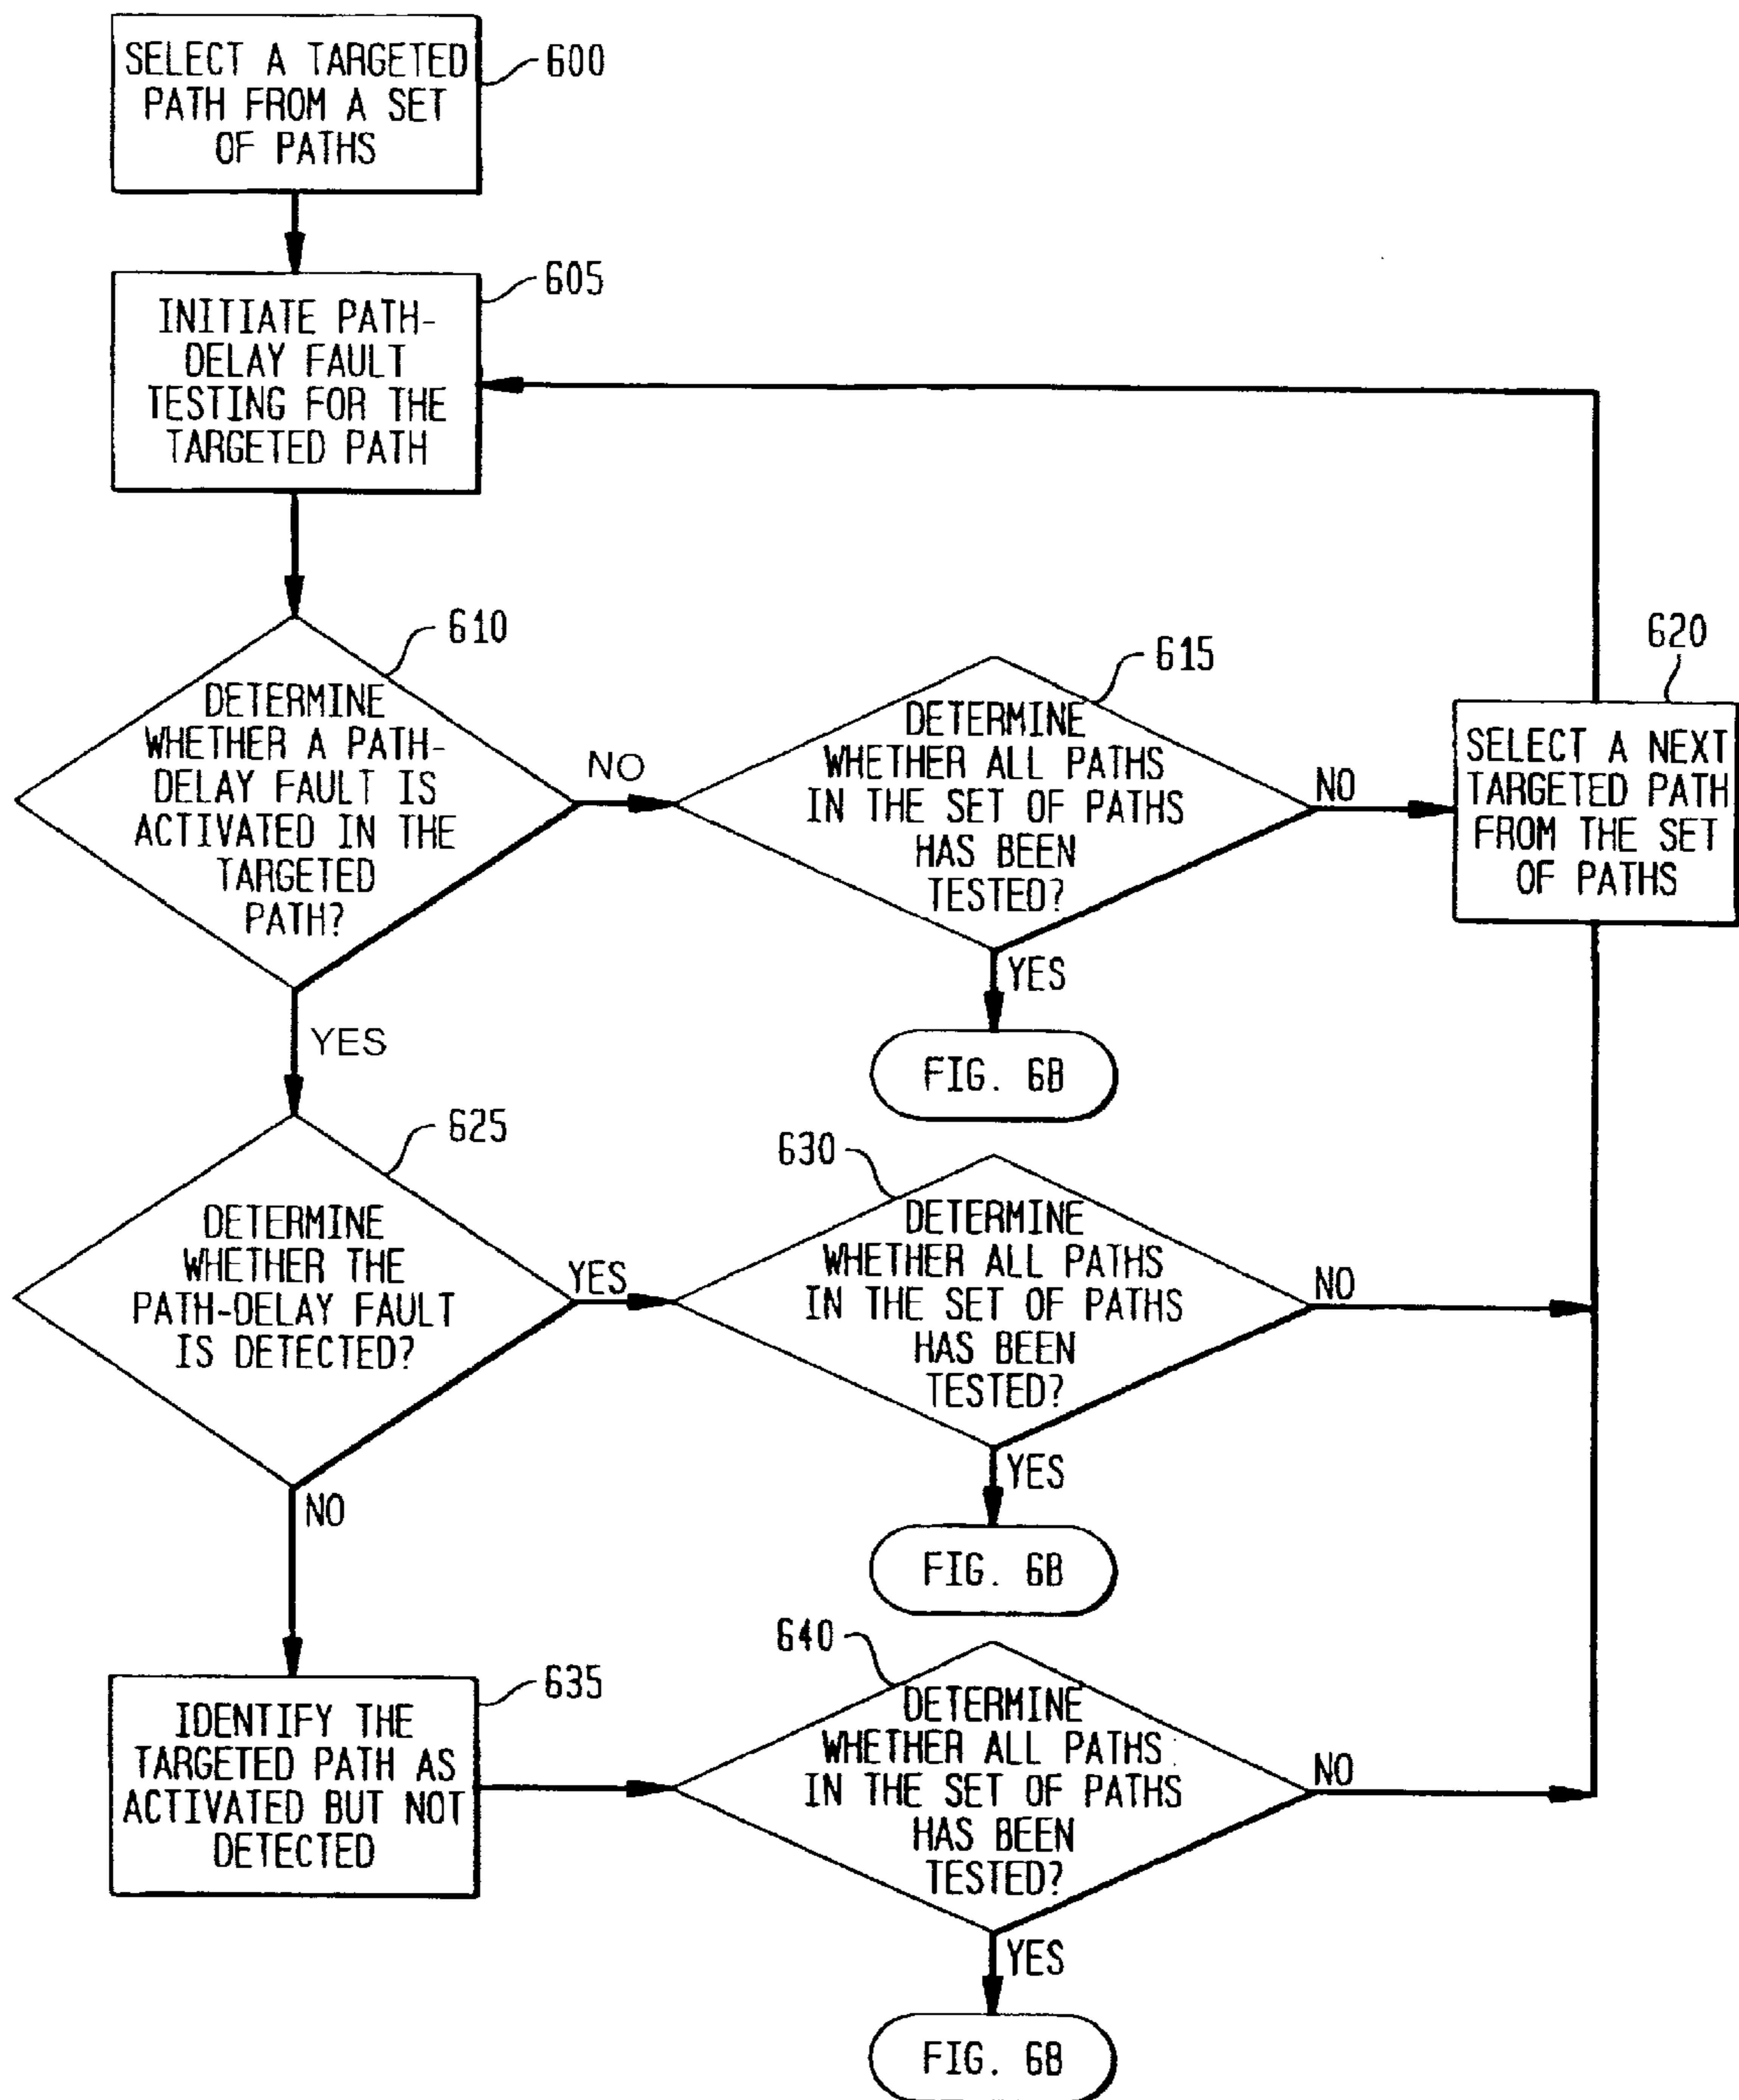 SELECT A TARGETED
PATH FROM A SET
OF PATHS
600
INITIATE PATH-
DELAY FAULT
TESTING FOR THE
TARGETED PATH
605
DETERMINE
WHETHER A PATH-
DELAY FAULT IS
ACTIVATED IN THE
TARGETED
PATH?
610
NO
YES
DETERMINE
WHETHER ALL PATHS
IN THE SET OF PATHS
HAS BEEN
TESTED?
615
NO
YES
FIG. 6B
620
SELECT A NEXT
TARGETED PATH
FROM THE SET
OF PATHS
DETERMINE
WHETHER THE
PATH-DELAY FAULT
IS DETECTED?
625
YES
NO
630
DETERMINE
WHETHER ALL PATHS
IN THE SET OF PATHS
HAS BEEN
TESTED?
NO
YES
FIG. 6B
IDENTIFY THE
TARGETED PATH AS
ACTIVATED BUT NOT
DETECTED
635
640
DETERMINE
WHETHER ALL PATHS
IN THE SET OF PATHS
HAS BEEN
TESTED?
NO
YES
FIG. 6B